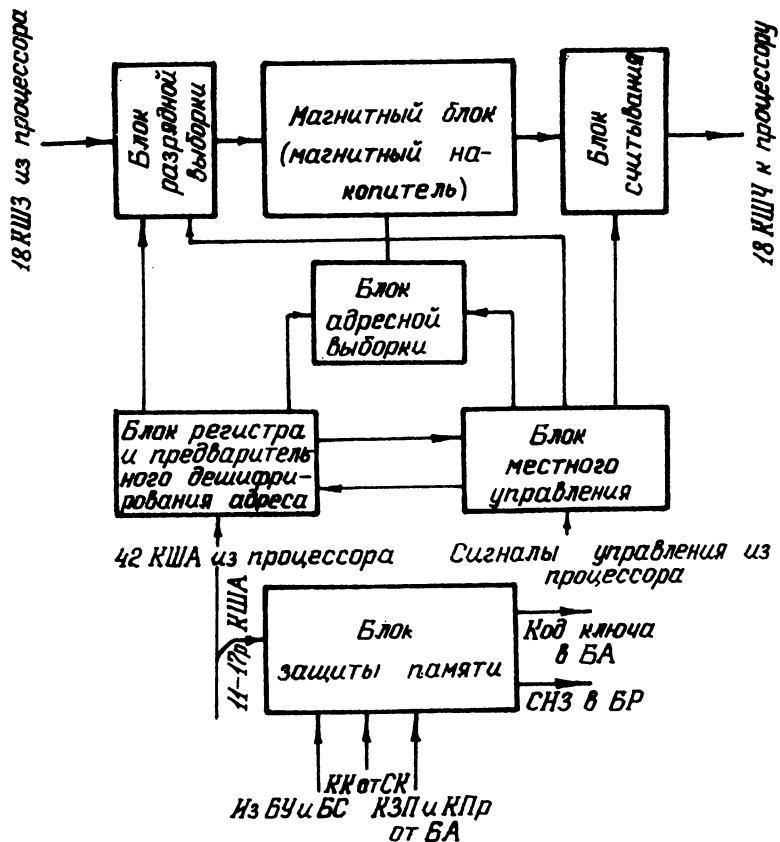 18 КШЗ из процессора
Блок
разрядной
выборки
Магнитный блок
(магнитный на-
копитель)
Блок
считывания
18 КШЧ к процессору
Блок
адресной
выборки
Блок регистра
и предваритель
ного дешифри-
рования адреса
Блок
местного
управления
42 КША из процессора
Сигналы управления из
процессора
11-17р КША
Блок
защиты памяти
Код ключа
в БА
СНЗ в БР
КК от СК
Из БУ и БС
КЗП и КПр
от БА